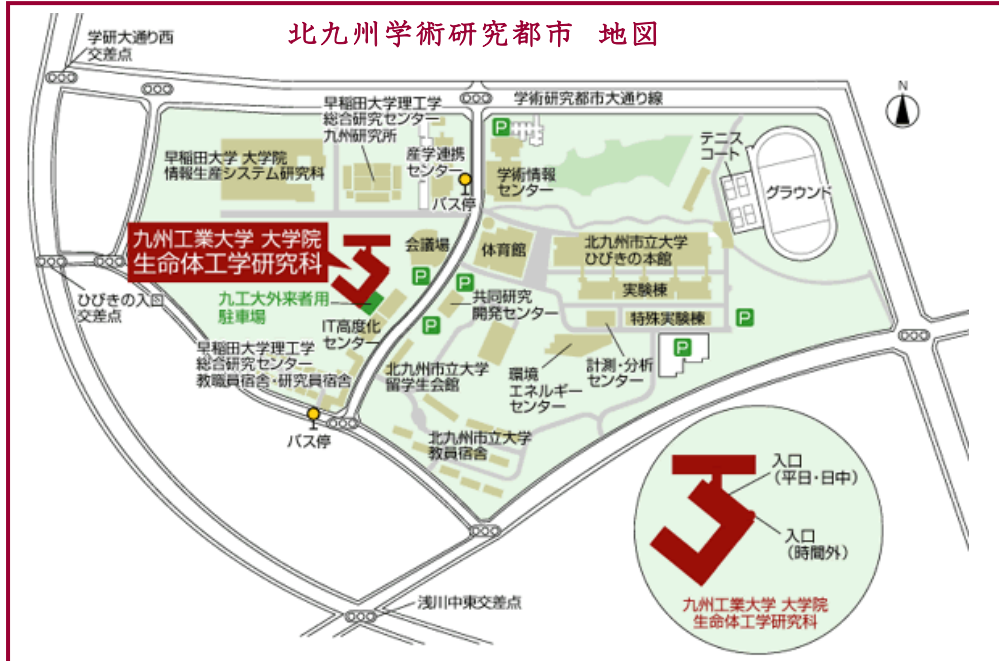 北九州学術研究都市 地図
学研大通り西
交差点
学術研究都市大通り線
N
早稲田大学理工学
総合研究センター
九州研究所
早稲田大学 大学院
情報生産システム研究科
産学連携
センター
バス停
P
学術情報
センター
テニス
コート
グラウンド
九州工業大学 大学院
生命体工学研究科
会議場
P
体育館
北九州市立大学
ひびきの本館
実験棟
特殊実験棟
P
P
ひびきの入口
交差点
九工大外来者用
駐車場
IT高度化
センター
P
P
共同研究
開発センター
早稲田大学理工学
総合研究センター
教職員宿舎・研究員宿舎
北九州市立大学
留学生会館
環境
エネルギー
センター
計測・分析
センター
バス停
北九州市立大学
教員宿舎
入口
(平日・日中)
入口
(時間外)
九州工業大学 大学院
生命体工学研究科
浅川中東交差点